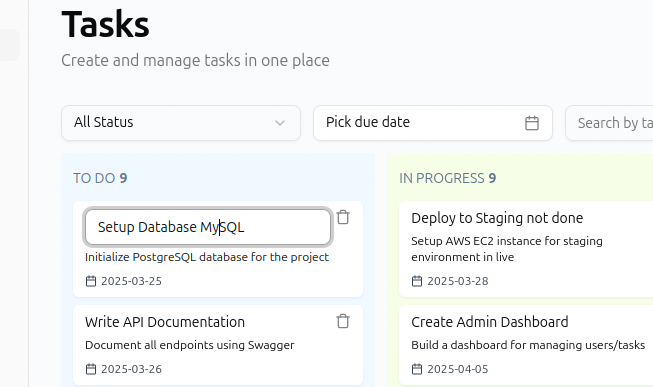 Tasks
Create and manage tasks in one place
All Status
Pick due date
Search by ta
TO DO 9
Setup Database MySQL
Initialize PostgreSQL database for the project
2025-03-25
Write API Documentation
Document all endpoints using Swagger
2025-03-26
IN PROGRESS 9
Deploy to Staging not done
Setup AWS EC2 instance for staging
environment in live
2025-03-28
Create Admin Dashboard
Build a dashboard for managing users/tasks
2025-04-05